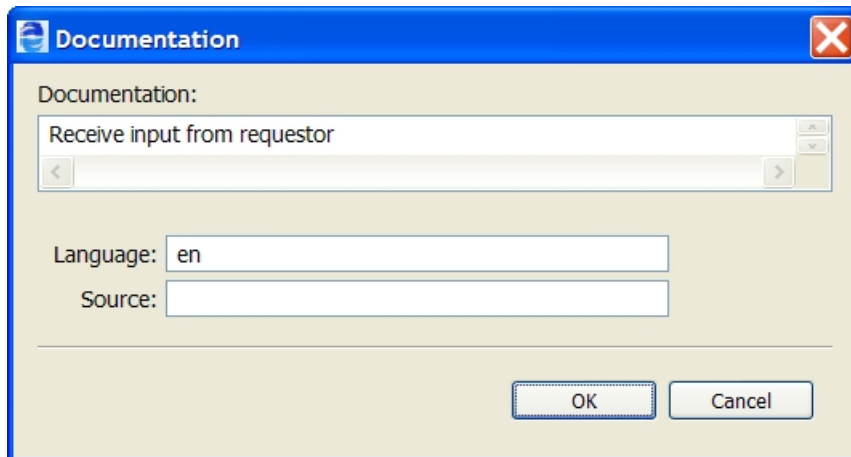 Documentation
Documentation:
Receive input from requestor
Language: en
Source:
OK Cancel